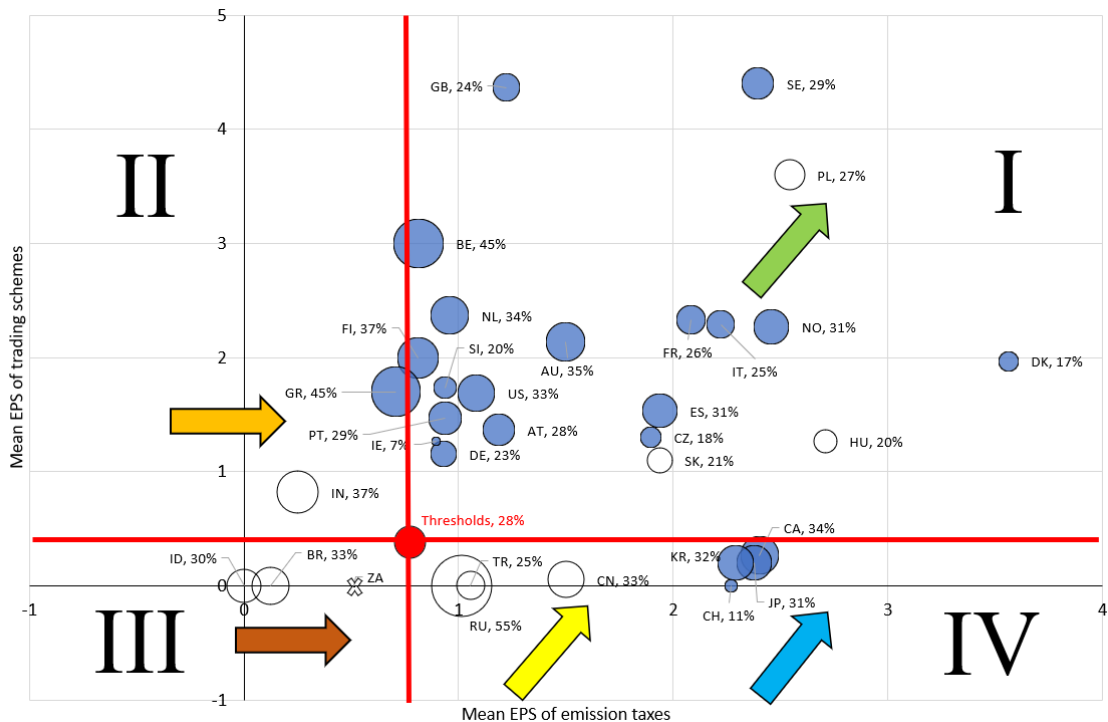 5
GB, 24%
SE, 29%
4
II
I
PL, 27%
3
BE, 45%
NL, 34%
FI, 37%
SI, 20%
NO, 31%
FR, 26%
IT, 25%
AU, 35%
DK, 17%
2
GR, 45%
US, 33%
ES, 31%
PT, 29%
AT, 28%
CZ, 18%
HU, 20%
IE, 7%
DE, 23%
SK, 21%
1
IN, 37%
Thresholds, 28%
CA, 34%
ID, 30%
BR, 33%
TR, 25%
KR, 32%
ZA
CN, 33%
0
-1
0
1
2
3
4
JP, 31%
CH, 11%
RU, 55%
III
IV
-1
Mean EPS of emission taxes
Mean EPS of trading schemes